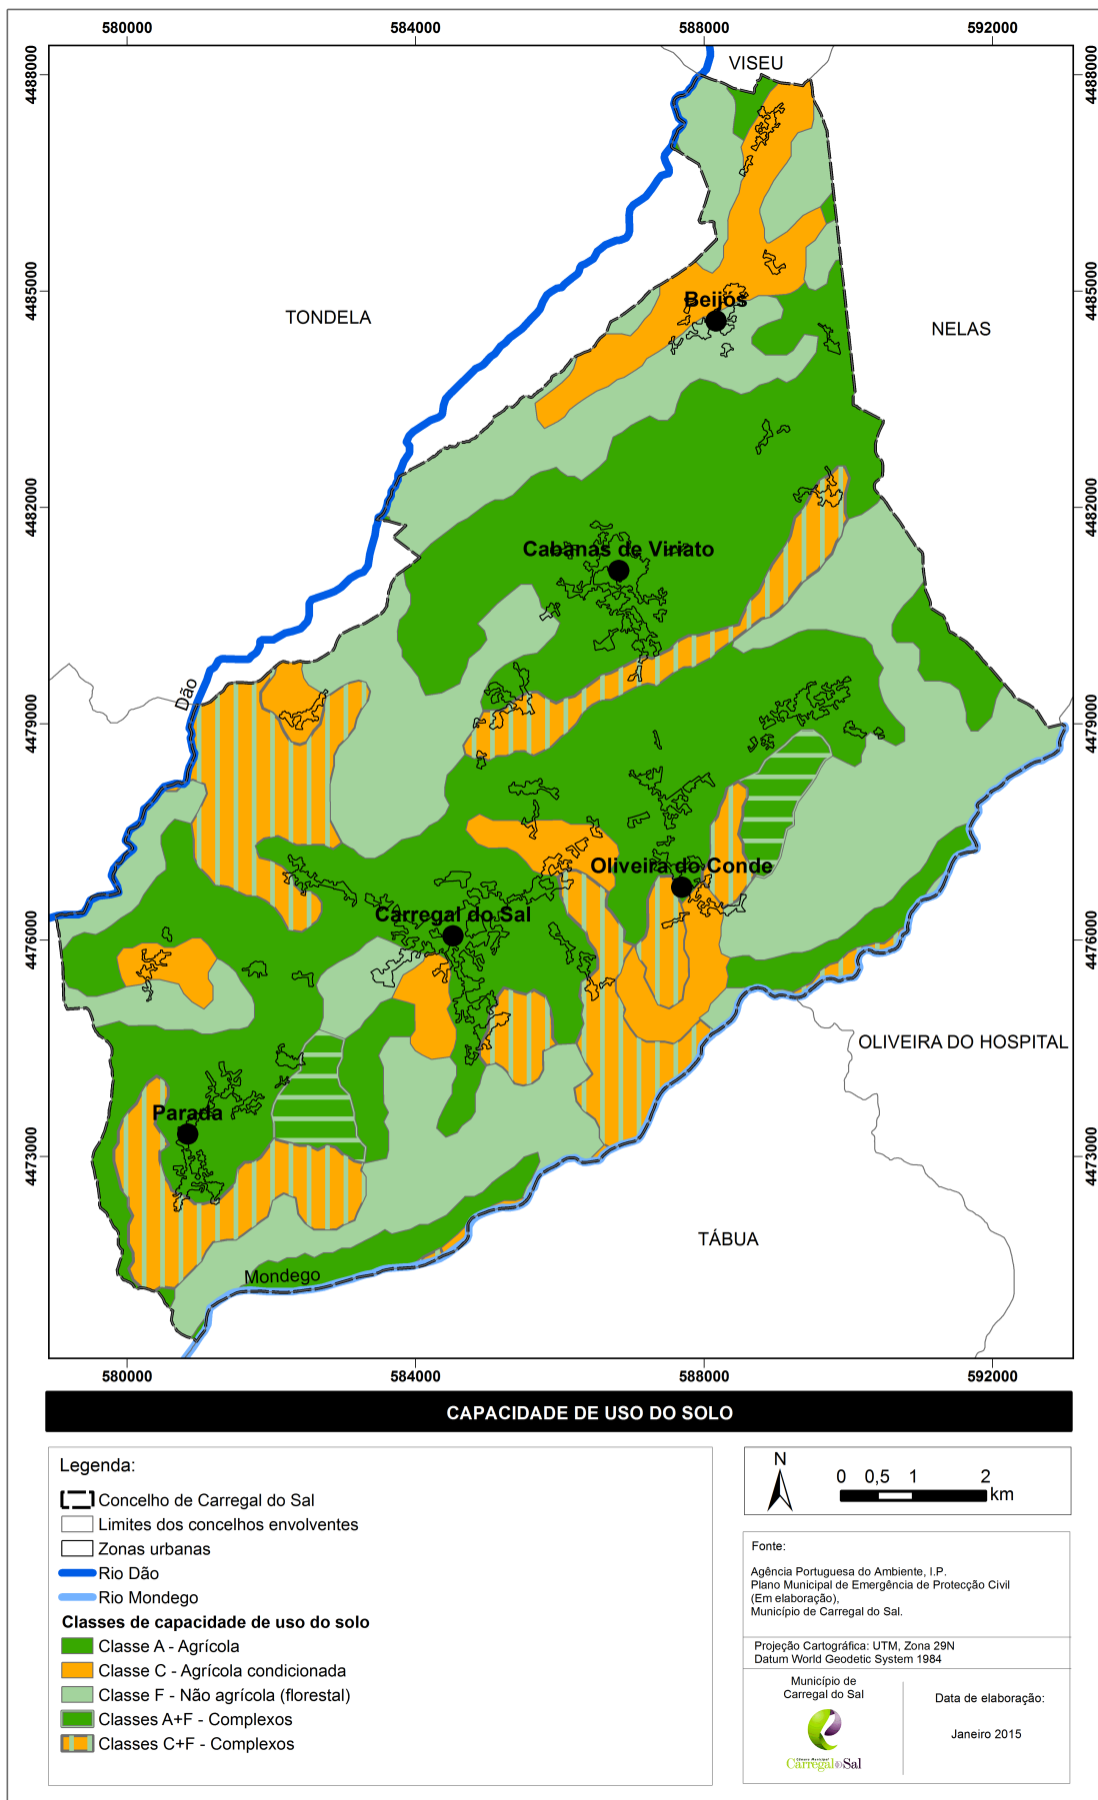 580000
584000
588000
592000
4488000
4488000
VISEU
4485000
4485000
TONDELA
Beijós
NELAS
4482000
4482000
Cabanas de Viriato
Dão
4479000
4479000
Oliveira do Conde
Carregal do Sal
4476000
4476000
OLIVEIRA DO HOSPITAL
Parada
4473000
4473000
TÁBUA
Mondego
580000
584000
588000
592000
CAPACIDADE DE USO DO SOLO
Legenda:
Concelho de Carregal do Sal
Limites dos concelhos envolventes
Zonas urbanas
Rio Dão
Rio Mondego
Classes de capacidade de uso do solo
Classe A - Agrícola
Classe C - Agrícola condicionada
Classe F - Não agrícola (florestal)
Classes A+F - Complexos
Classes C+F - Complexos
N
0 0,5 1 2
km
Fonte:
Agência Portuguesa do Ambiente, I.P.
Plano Municipal de Emergência de Protecção Civil
(Em elaboração),
Município de Carregal do Sal.
Projeção Cartográfica: UTM, Zona 29N
Datum World Geodetic System 1984
Município de
Carregal do Sal
Câmara Municipal
Carregal do Sal
Data de elaboração:
Janeiro 2015